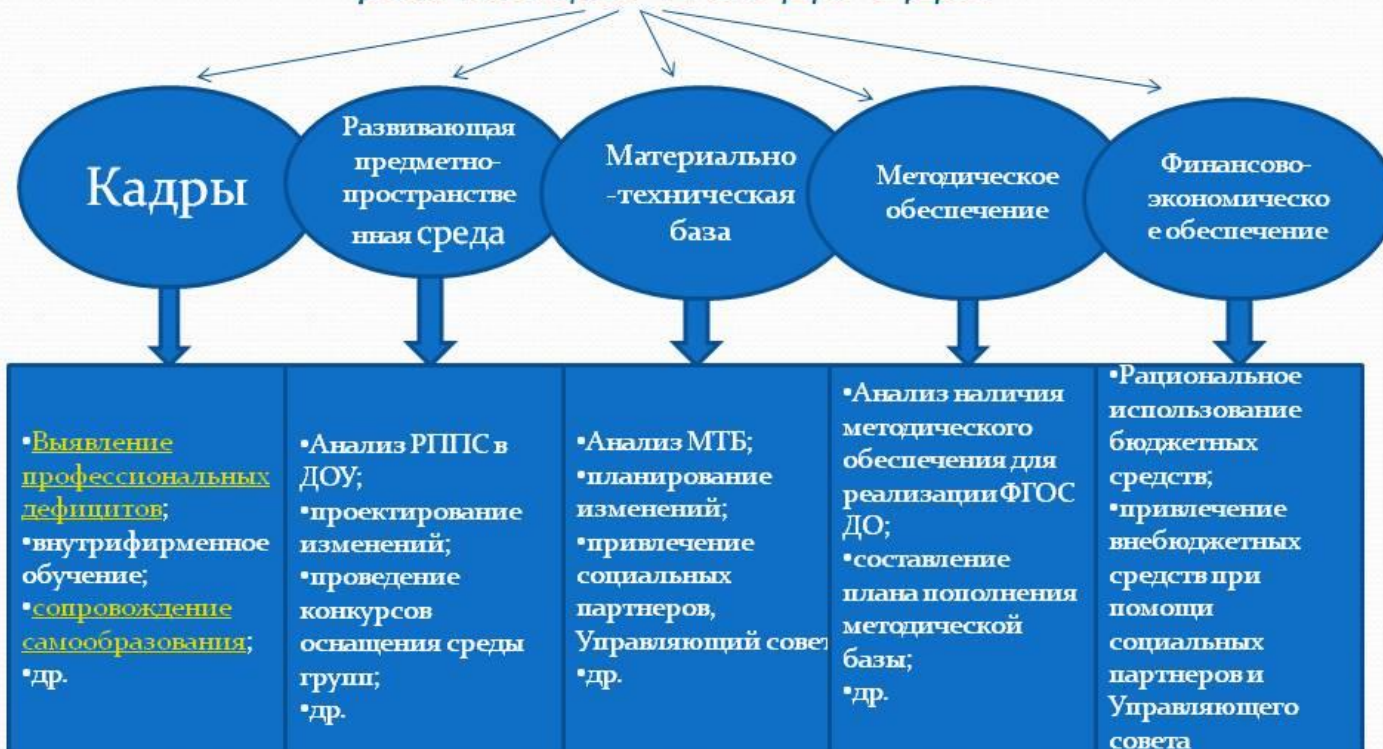 Кадры
Развивающая
предметно-
пространстве
нная среда
Материально
-техническая
база
Методическое
обеспечение
Финансово-
экономическо
е обеспечение
•Выявление
профессиональных
дефицитов;
•внутрифирменное
обучение;
•сопровождение
самообразования;
•др.
•Анализ РППС в
ДОУ;
•проектирование
изменений;
•проведение
конкурсов
оснащения среды
групп;
•др.
•Анализ МТБ;
•планирование
изменений;
•привлечение
социальных
партнеров,
Управляющий совет
•др.
•Анализ наличия
методического
обеспечения для
реализации ФГОС
ДО;
•составление
плана пополнения
методической
базы;
•др.
•Рациональное
использование
бюджетных
средств;
•привлечение
внебюджетных
средств при
помощи
социальных
партнеров и
Управляющего
совета